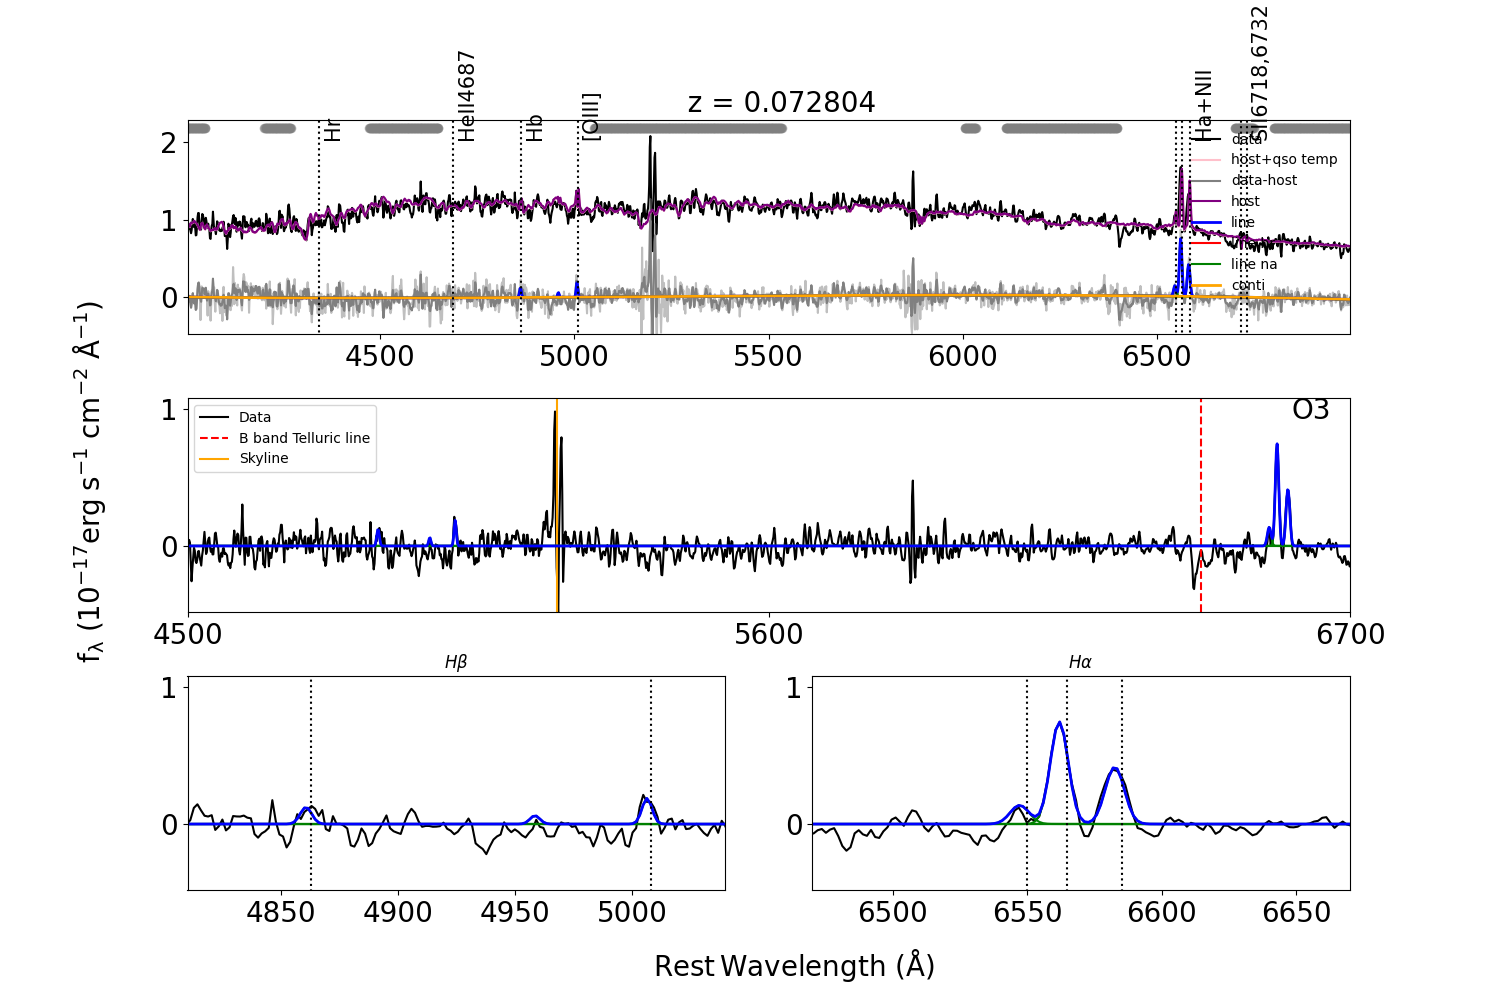 z = 0.072804
Hr
HeII4687
Hb
[OIII]
Ha+NII
SII6718,6732
data
host+qso temp
data-host
host
line
line na
conti
2
1
0
4500
5000
5500
6000
6500
O3
Data
B band Telluric line
Skyline
1
0
4500
5600
6700
fλ (10⁻¹⁷erg s⁻¹ cm⁻² Å⁻¹)
Hβ
1
0
4850
4900
4950
5000
Hα
1
0
6500
6550
6600
6650
Rest Wavelength (Å)